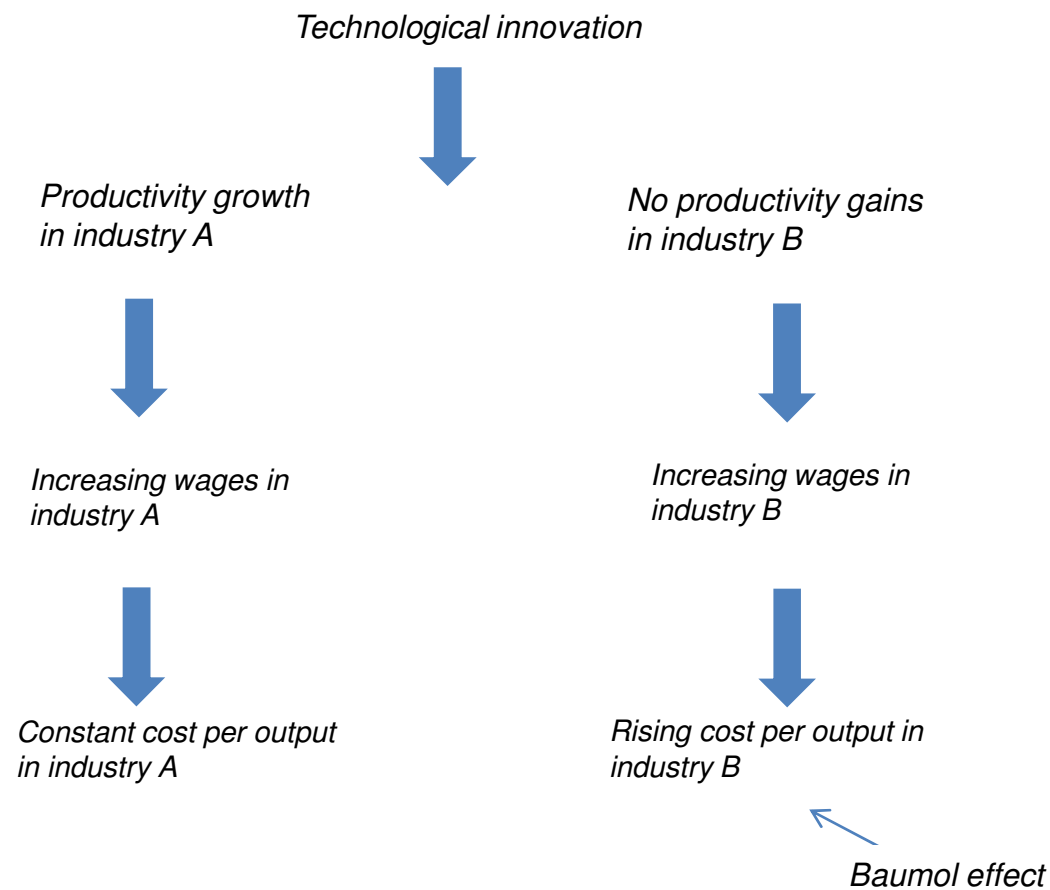 Technological innovation
Productivity growth
in industry A
No productivity gains
in industry B
Increasing wages in
industry A
Increasing wages in
industry B
Constant cost per output
in industry A
Rising cost per output in
industry B
Baumol effect